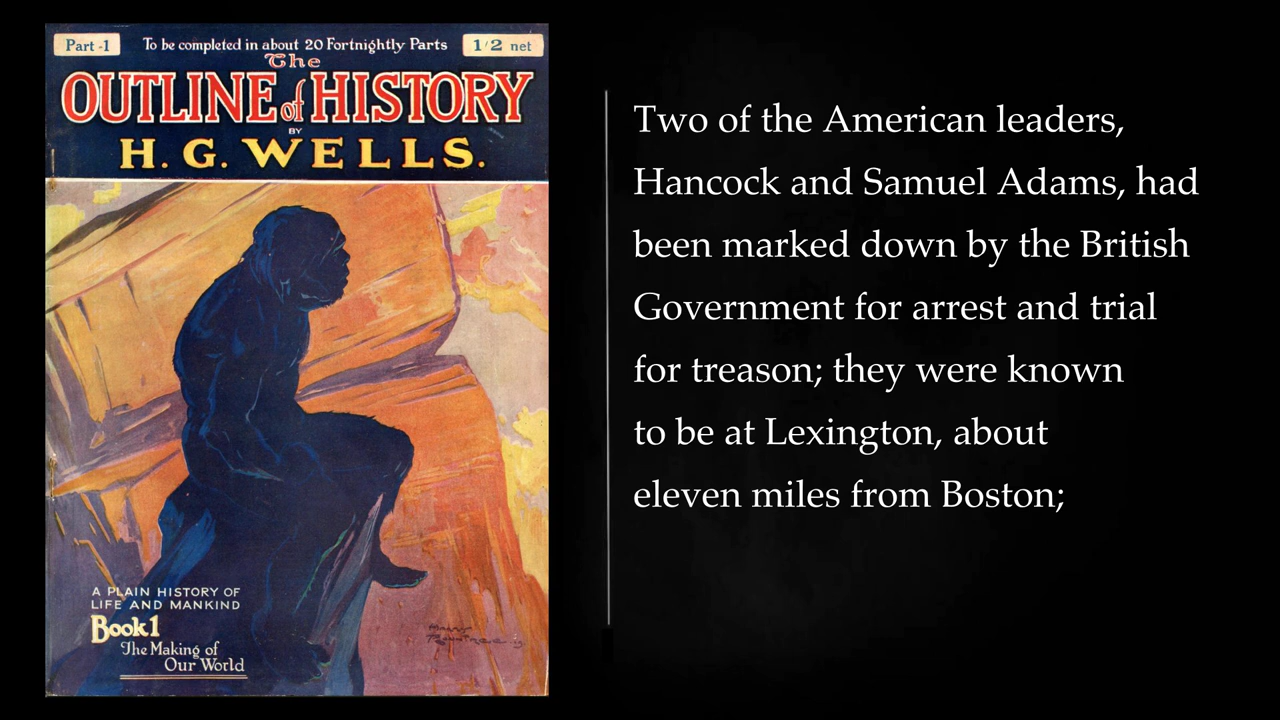 Part-1
To be completed in about 20 Fortnightly Parts
1/2 net
The
OUTLINE of HISTORY
BY
H. G. WELLS.
A PLAIN HISTORY OF
LIFE AND MANKIND
Book 1
The Making of
Our World
Two of the American leaders,
Hancock and Samuel Adams, had
been marked down by the British
Government for arrest and trial
for treason; they were known
to be at Lexington, about
eleven miles from Boston;